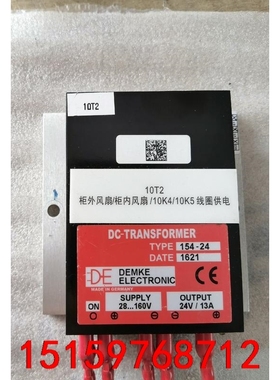 10T2
10T2
柜外风扇/柜内风扇/10K4/10K5线圈供电
DC-TRANSFORMER
TYPE 154-24
DATE 1621
DE DEMKE ELECTRONIC
MADE IN GERMANY
ON
SUPPLY 28...160V
OUTPUT 24V / 13A
15159768712